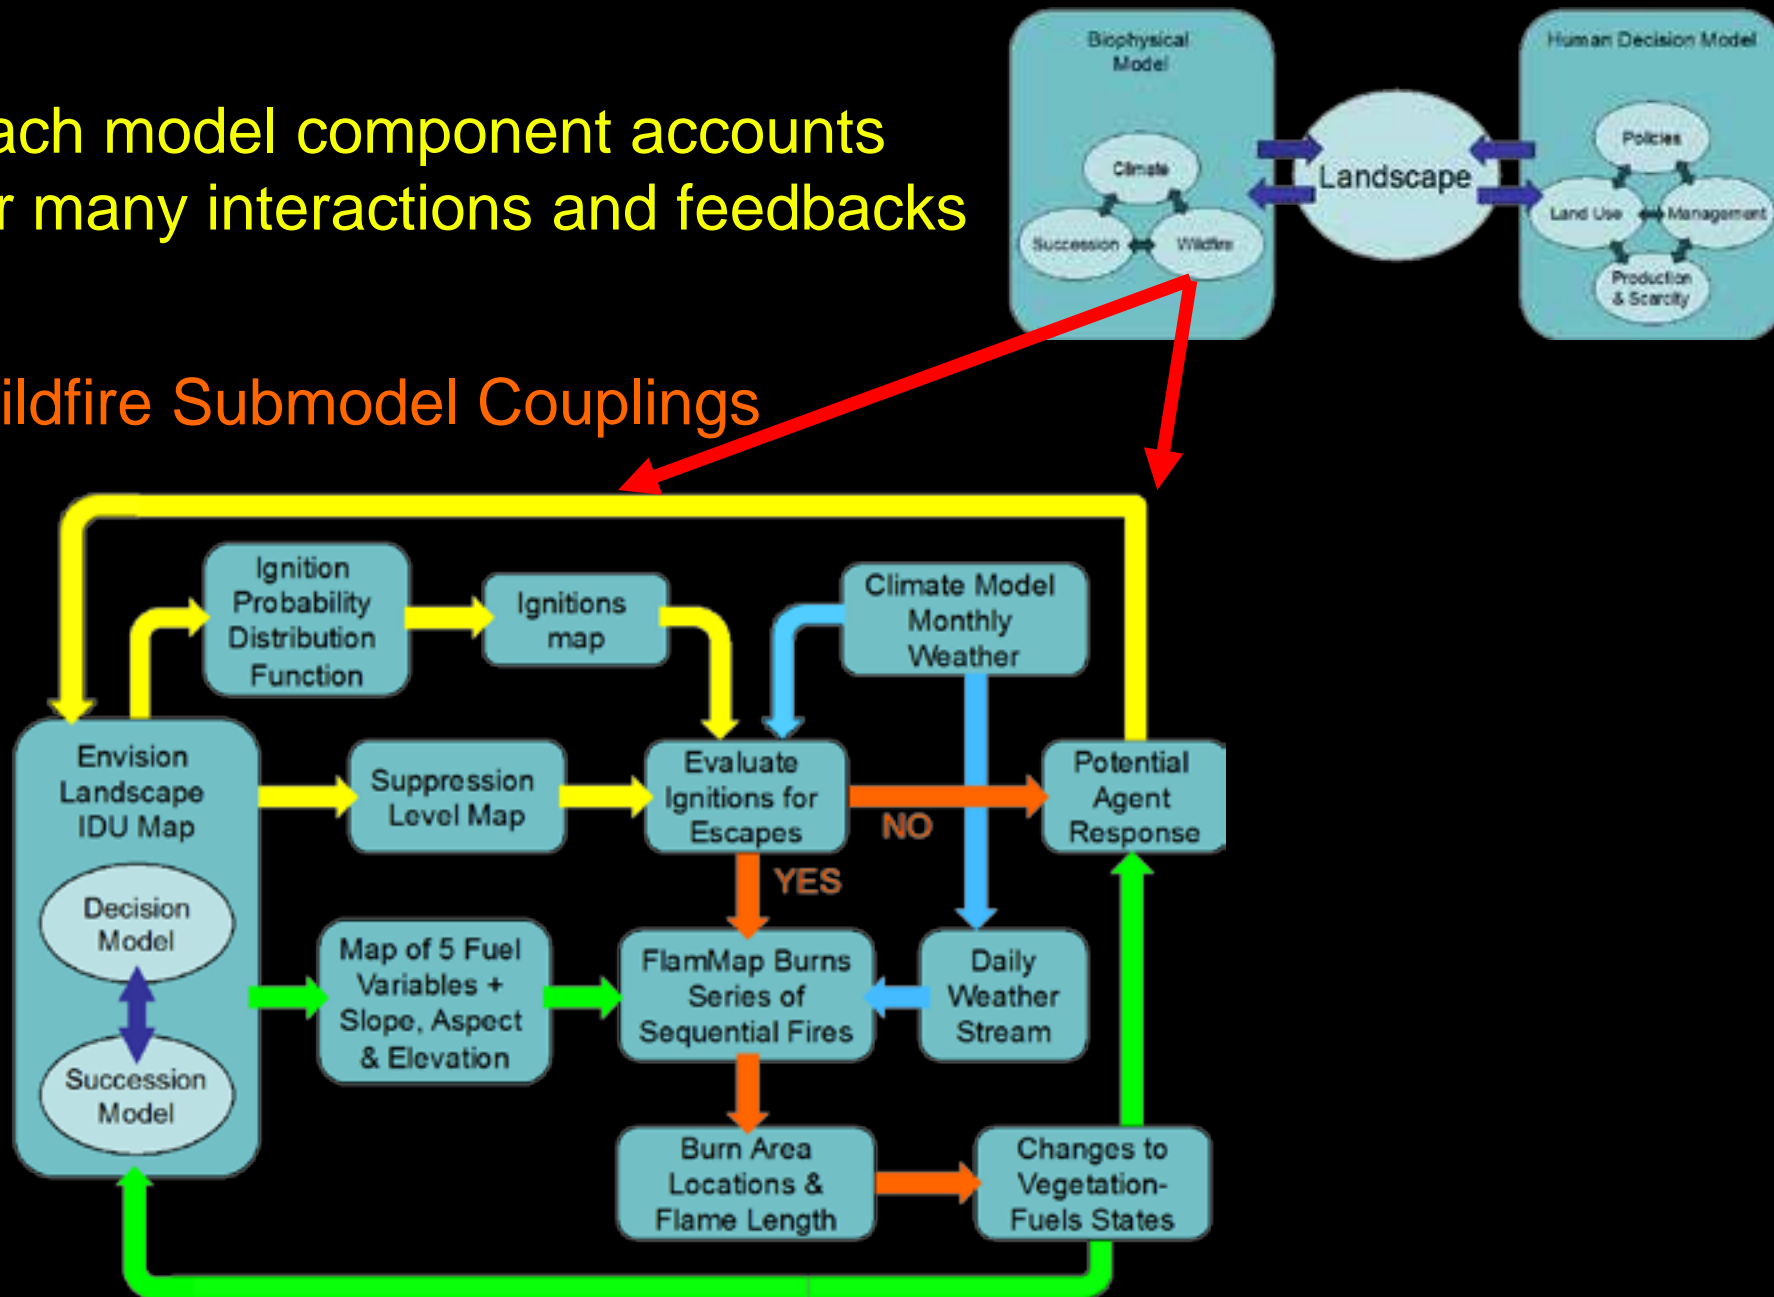 ach model component accounts
r many interactions and feedbacks
ildfire Submodel Couplings
Biophysical
Model
Climate
Succession
Wildfire
Landscape
Human Decision Model
Policies
Land Use
Management
Production
& Scarcity
Ignition
Probability
Distribution
Function
Ignitions
map
Climate Model
Monthly
Weather
Envision
Landscape
IDU Map
Decision
Model
Succession
Model
Suppression
Level Map
Evaluate
Ignitions for
Escapes
NO
YES
Potential
Agent
Response
Map of 5 Fuel
Variables +
Slope, Aspect
& Elevation
FlamMap Burns
Series of
Sequential Fires
Daily
Weather
Stream
Burn Area
Locations &
Flame Length
Changes to
Vegetation-
Fuels States